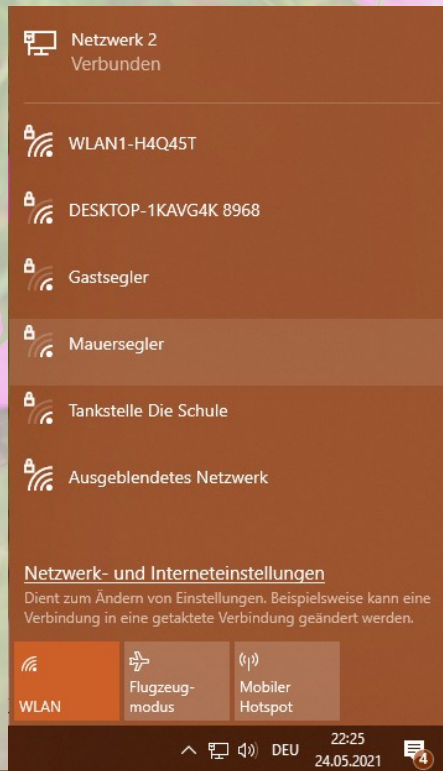 Netzwerk 2
Verbunden
WLAN1-H4Q45T
DESKTOP-1KAVG4K 8968
Gastsegler
Mauersegler
Tankstelle Die Schule
Ausgeblendetes Netzwerk
Netzwerk- und Interneteinstellungen
Dient zum Ändern von Einstellungen. Beispielsweise kann eine
Verbindung in eine getaktete Verbindung geändert werden.
WLAN
Flugzeug-
modus
Mobiler
Hotspot
DEU
22:25
24.05.2021
4